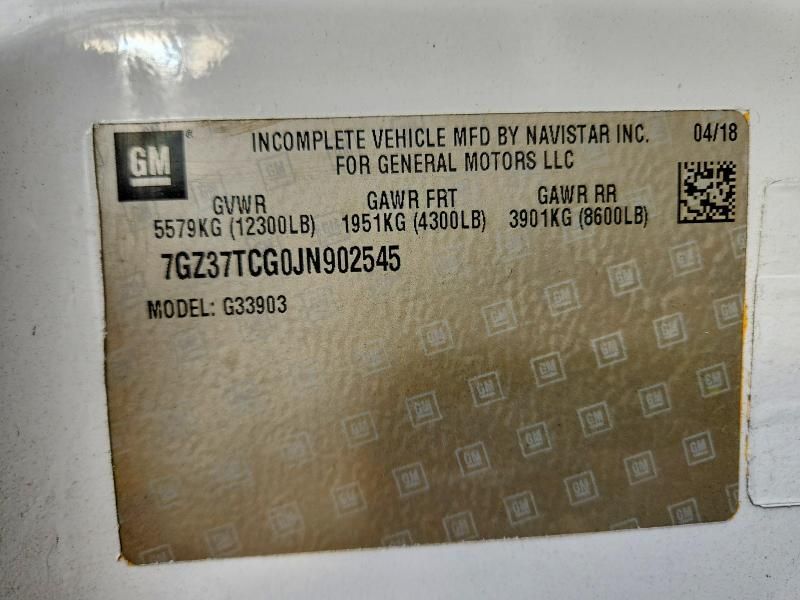 GM
INCOMPLETE VEHICLE MFD BY NAVISTAR INC. 04/18
FOR GENERAL MOTORS LLC
GVWR GAWR FRT GAWR RR
5579KG (12300LB) 1951KG (4300LB) 3901KG (8600LB)
7GZ37TCG0JN902545
MODEL: G33903